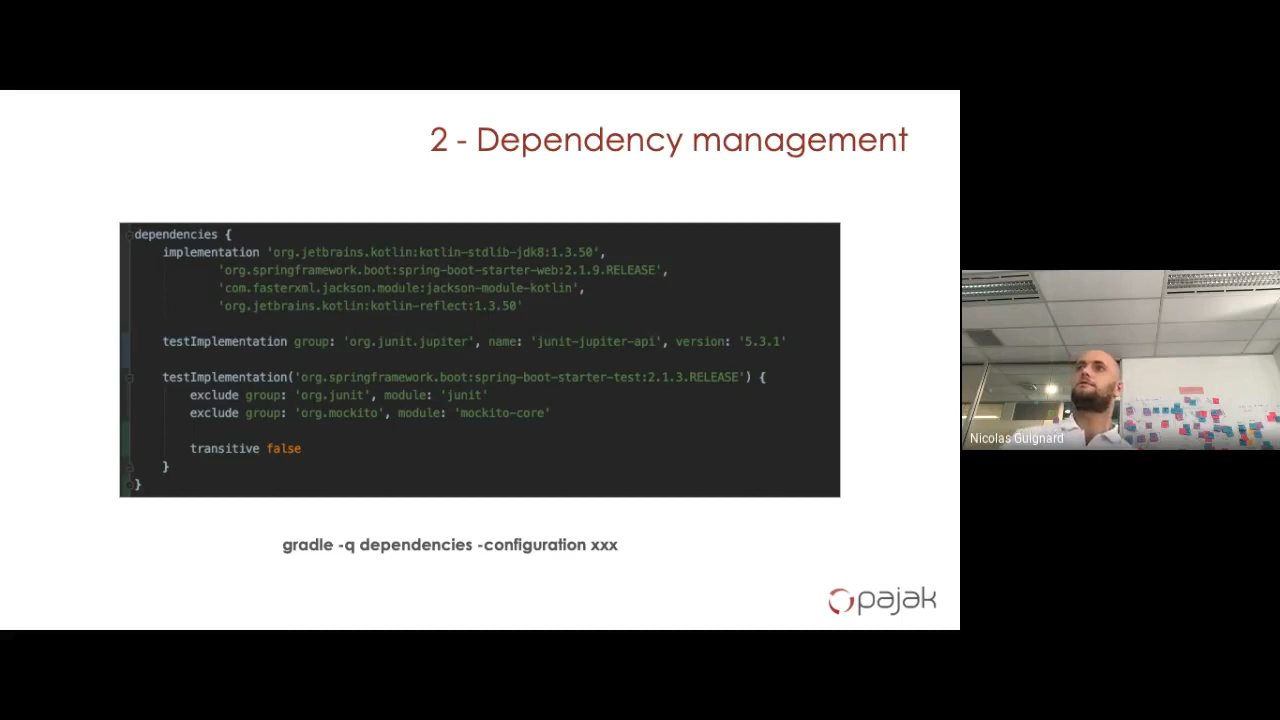 2 - Dependency management
dependencies {
implementation 'org.jetbrains.kotlin:kotlin-stdlib-jdk8:1.3.50',
'org.springframework.boot:spring-boot-starter-web:2.1.9.RELEASE',
'com.fasterxml.jackson.module:jackson-module-kotlin',
'org.jetbrains.kotlin:kotlin-reflect:1.3.50'
testImplementation group: 'org.junit.jupiter', name: 'junit-jupiter-api', version: '5.3.1'
testImplementation('org.springframework.boot:spring-boot-starter-test:2.1.3.RELEASE') {
exclude group: 'org.junit', module: 'junit'
exclude group: 'org.mockito', module: 'mockito-core'
transitive false
}
}
gradle -q dependencies -configuration xxx
pajak
Nicolas Guignard